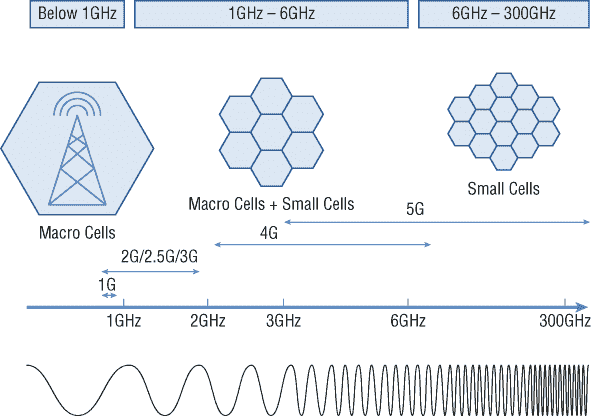 Below 1GHz
1GHz – 6GHz
6GHz – 300GHz
Macro Cells
Macro Cells + Small Cells
Small Cells
5G
4G
2G/2.5G/3G
1G
1GHz
2GHz
3GHz
6GHz
300GHz